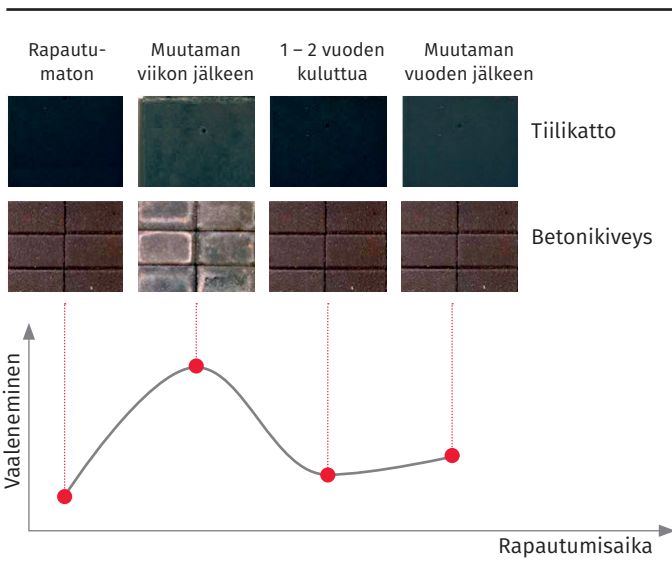 Rapautu-
maton
Muutaman
viikon jälkeen
1 – 2 vuoden
kuluttua
Muutaman
vuoden jälkeen
Tiilikatto
Betonikiveys
Vaaleneminen
Rapautumisaika